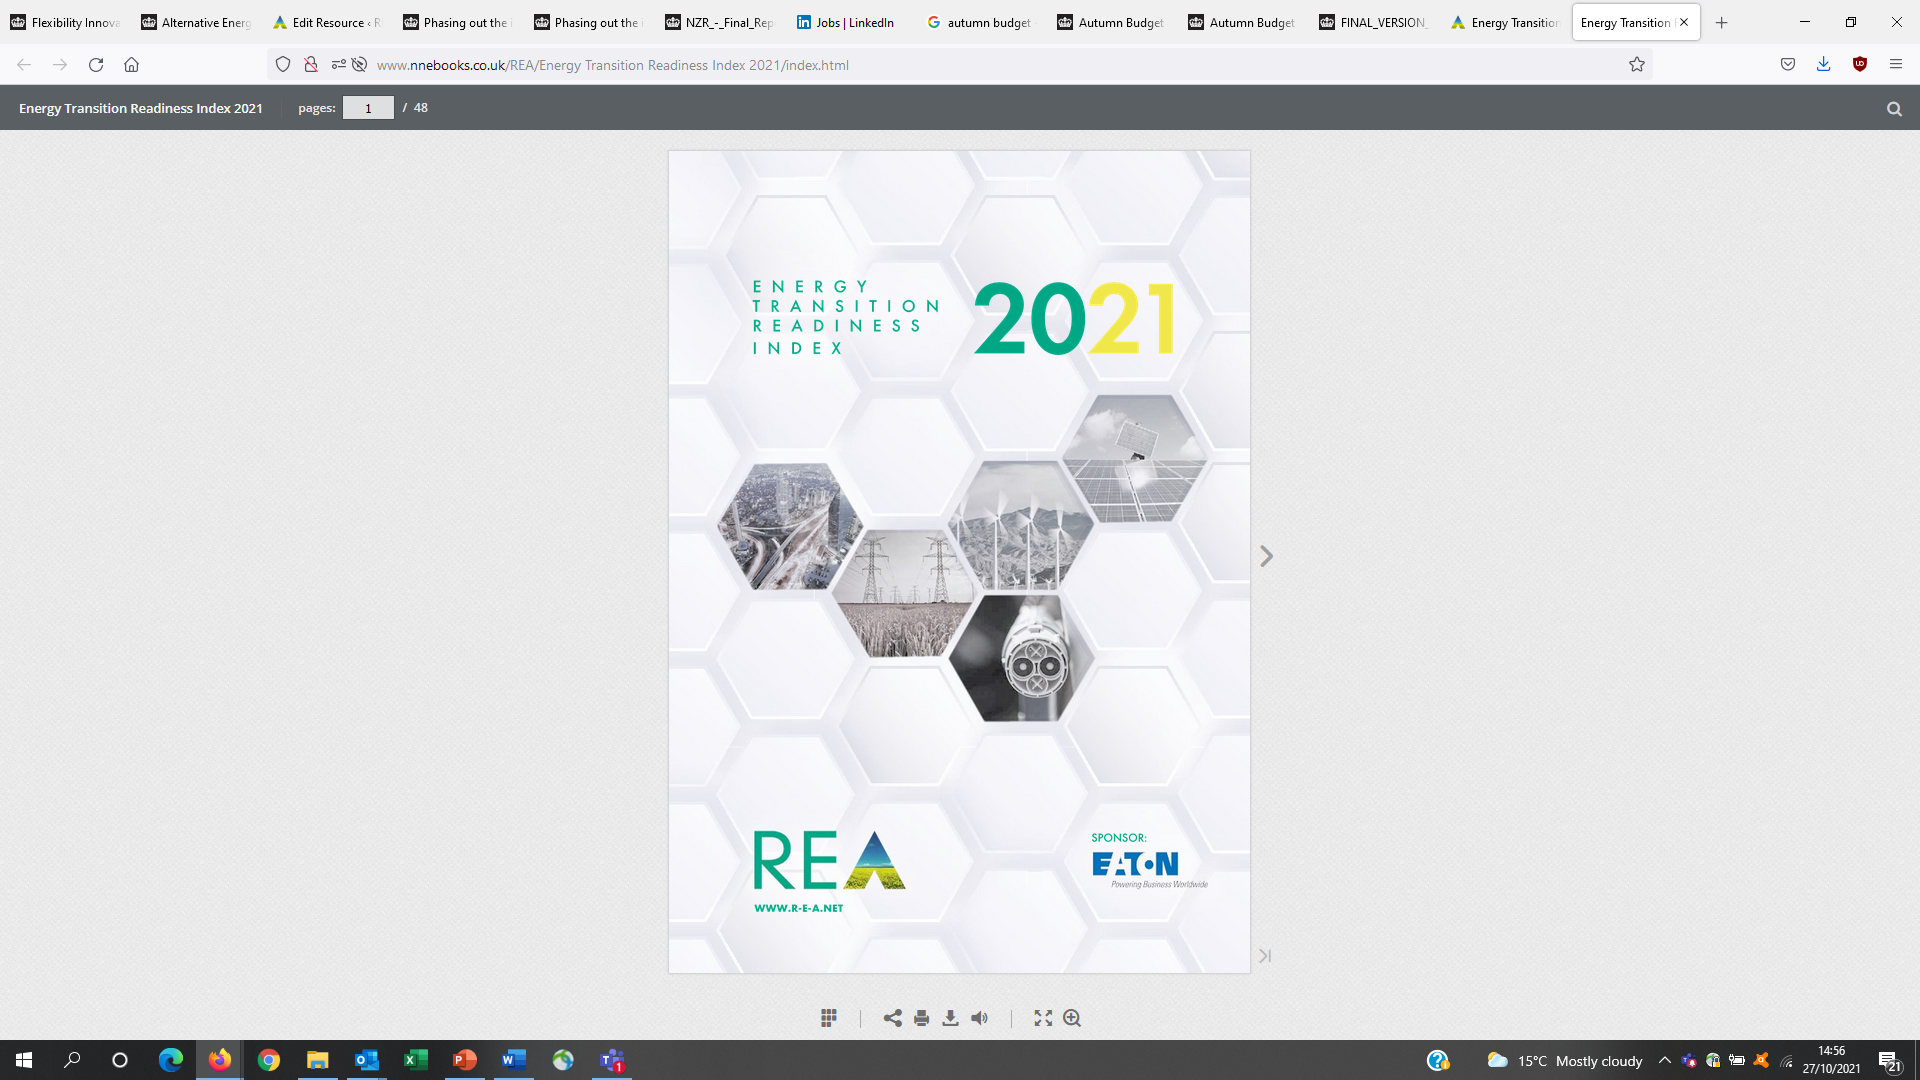 Flexibility Innova
Alternative Energ
Edit Resource ‹ R
Phasing out the i
Phasing out the i
NZR_-_Final_Rep
Jobs | LinkedIn
autumn budget
Autumn Budget
Autumn Budget
FINAL_VERSION_
Energy Transition
Energy Transition
www.nnebooks.co.uk/REA/Energy Transition Readiness Index 2021/index.html
Energy Transition Readiness Index 2021
pages: 1 / 48
ENERGY
TRANSITION
READINESS
INDEX
2021
REA
WWW.R-E-A.NET
SPONSOR:
EATON
Powering Business Worldwide
15°C Mostly cloudy
14:56
27/10/2021
21
1